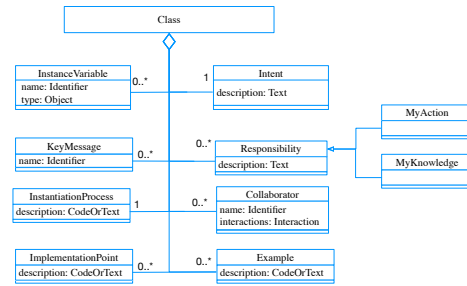 Class
InstanceVariable
name: Identifier
type: Object
0..*
1
Intent
description: Text
KeyMessage
name: Identifier
0..*
0..*
Responsibility
description: Text
MyAction
MyKnowledge
InstantiationProcess
description: CodeOrText
1
0..*
Collaborator
name: Identifier
interactions: Interaction
ImplementationPoint
description: CodeOrText
0..*
0..*
Example
description: CodeOrText